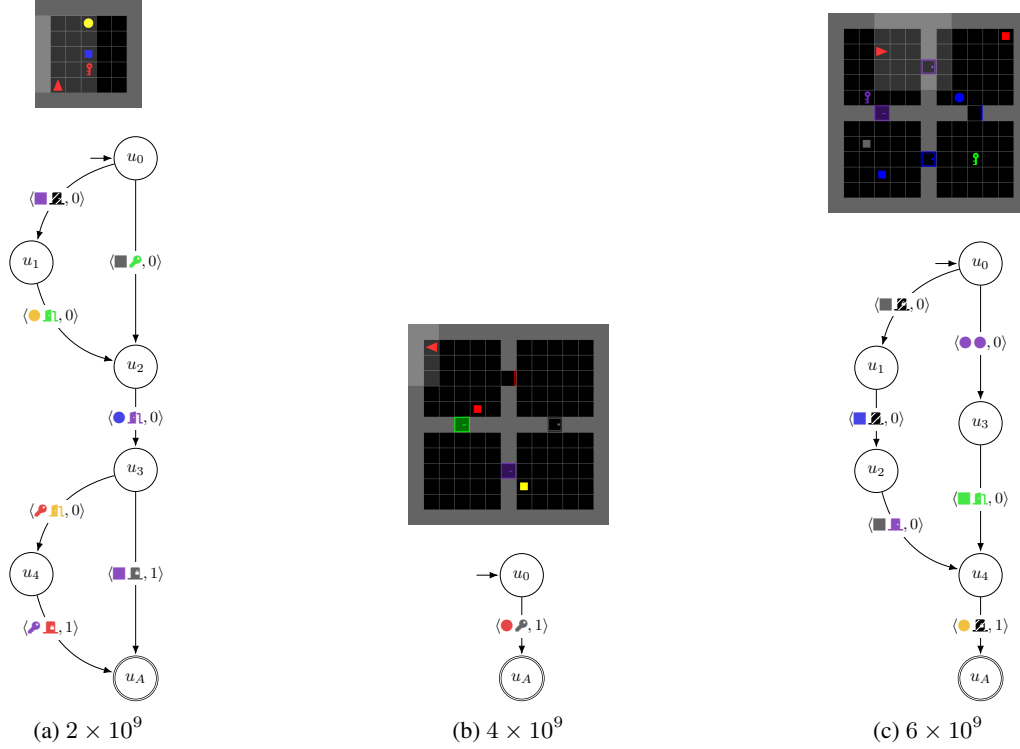 u0
⟨ , 0⟩
u1
⟨ , 0⟩
⟨ , 0⟩
u2
⟨ , 0⟩
u3
⟨ , 0⟩
u4
⟨ , 1⟩
⟨ , 1⟩
uA
(a) 2 × 10^9
u0
⟨ , 1⟩
uA
(b) 4 × 10^9
u0
⟨ , 0⟩
⟨ , 0⟩
u1
⟨ , 0⟩
u3
u2
⟨ , 0⟩
⟨ , 0⟩
u4
⟨ , 1⟩
uA
(c) 6 × 10^9